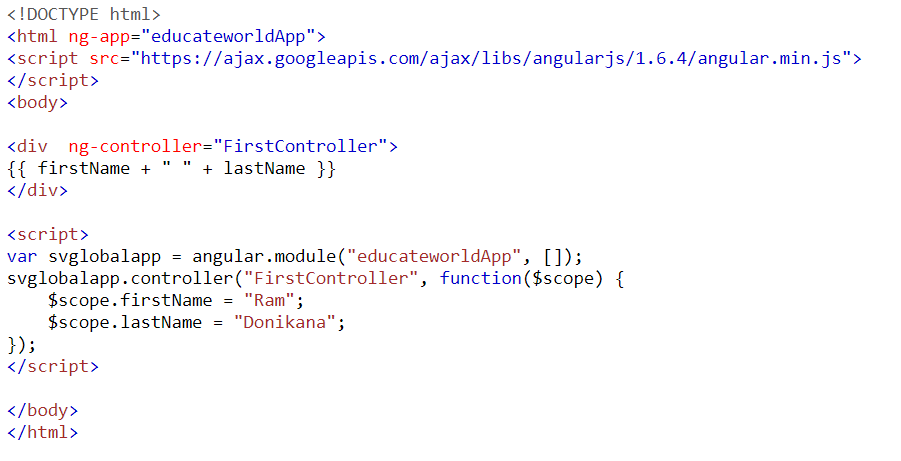 <!DOCTYPE html>
<html ng-app="educateworldApp">
<script src="https://ajax.googleapis.com/ajax/libs/angularjs/1.6.4/angular.min.js">
</script>
<body>

<div  ng-controller="FirstController">
{{ firstName + " " + lastName }}
</div>

<script>
var svglobalapp = angular.module("educateworldApp", []);
svglobalapp.controller("FirstController", function($scope) {
    $scope.firstName = "Ram";
    $scope.lastName = "Donikana";
});
</script>

</body>
</html>